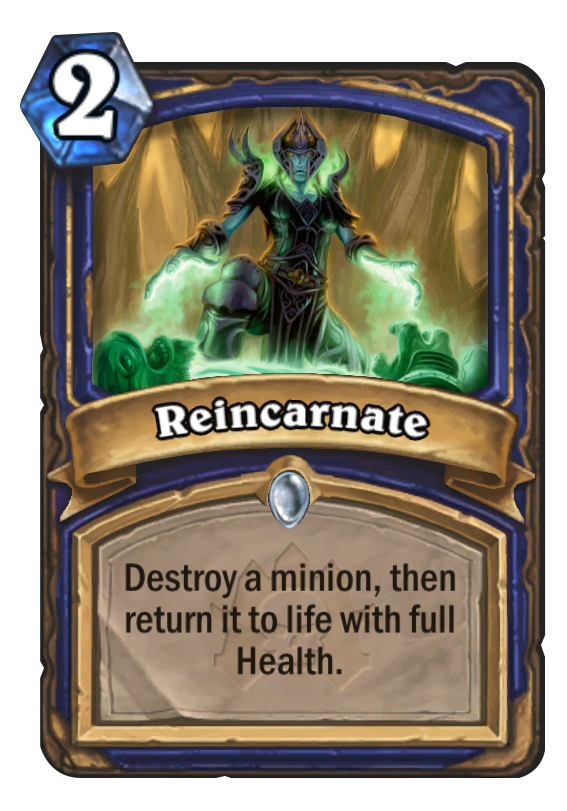 2
Reincarnate
Destroy a minion, then
return it to life with full
Health.